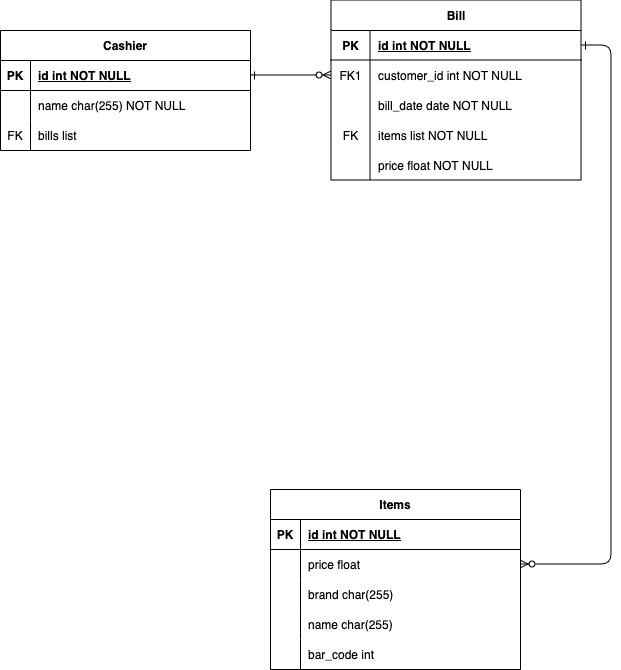 Cashier
PK id int NOT NULL
name char(255) NOT NULL
FK bills list
Bill
PK id int NOT NULL
FK1 customer_id int NOT NULL
bill_date date NOT NULL
FK items list NOT NULL
price float NOT NULL
Items
PK id int NOT NULL
price float
brand char(255)
name char(255)
bar_code int